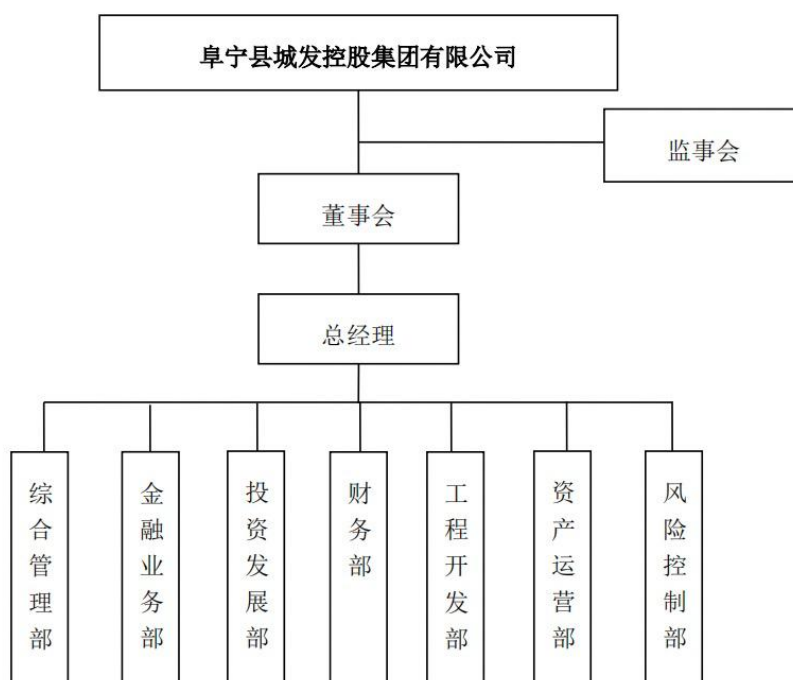 阜宁县城发控股集团有限公司
监事会
董事会
总经理
综合管理部
金融业务部
投资发展部
财务部
工程开发部
资产运营部
风险控制部